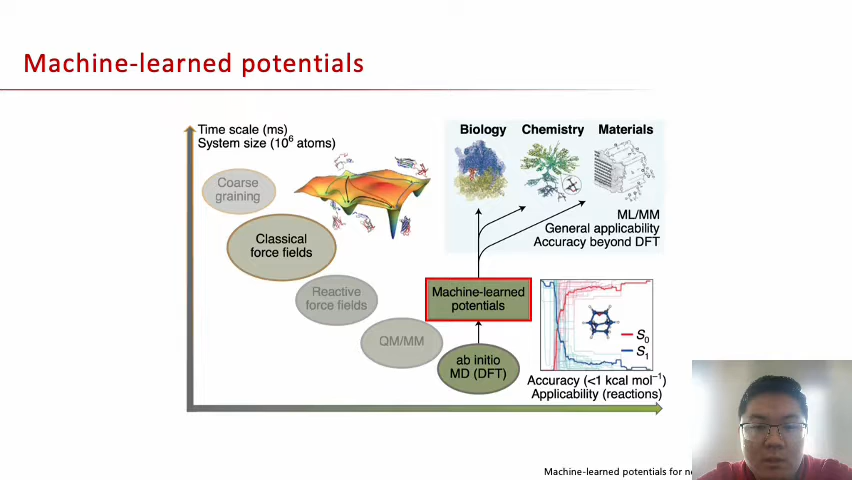 Machine-learned potentials
Time scale (ms)
System size (10⁶ atoms)
Coarse
graining
Classical
force fields
Reactive
force fields
QM/MM
ab initio
MD (DFT)
Machine-learned
potentials
Biology Chemistry Materials
ML/MM
General applicability
Accuracy beyond DFT
S₀
S₁
Accuracy (<1 kcal mol⁻¹)
Applicability (reactions)
Machine-learned potentials for